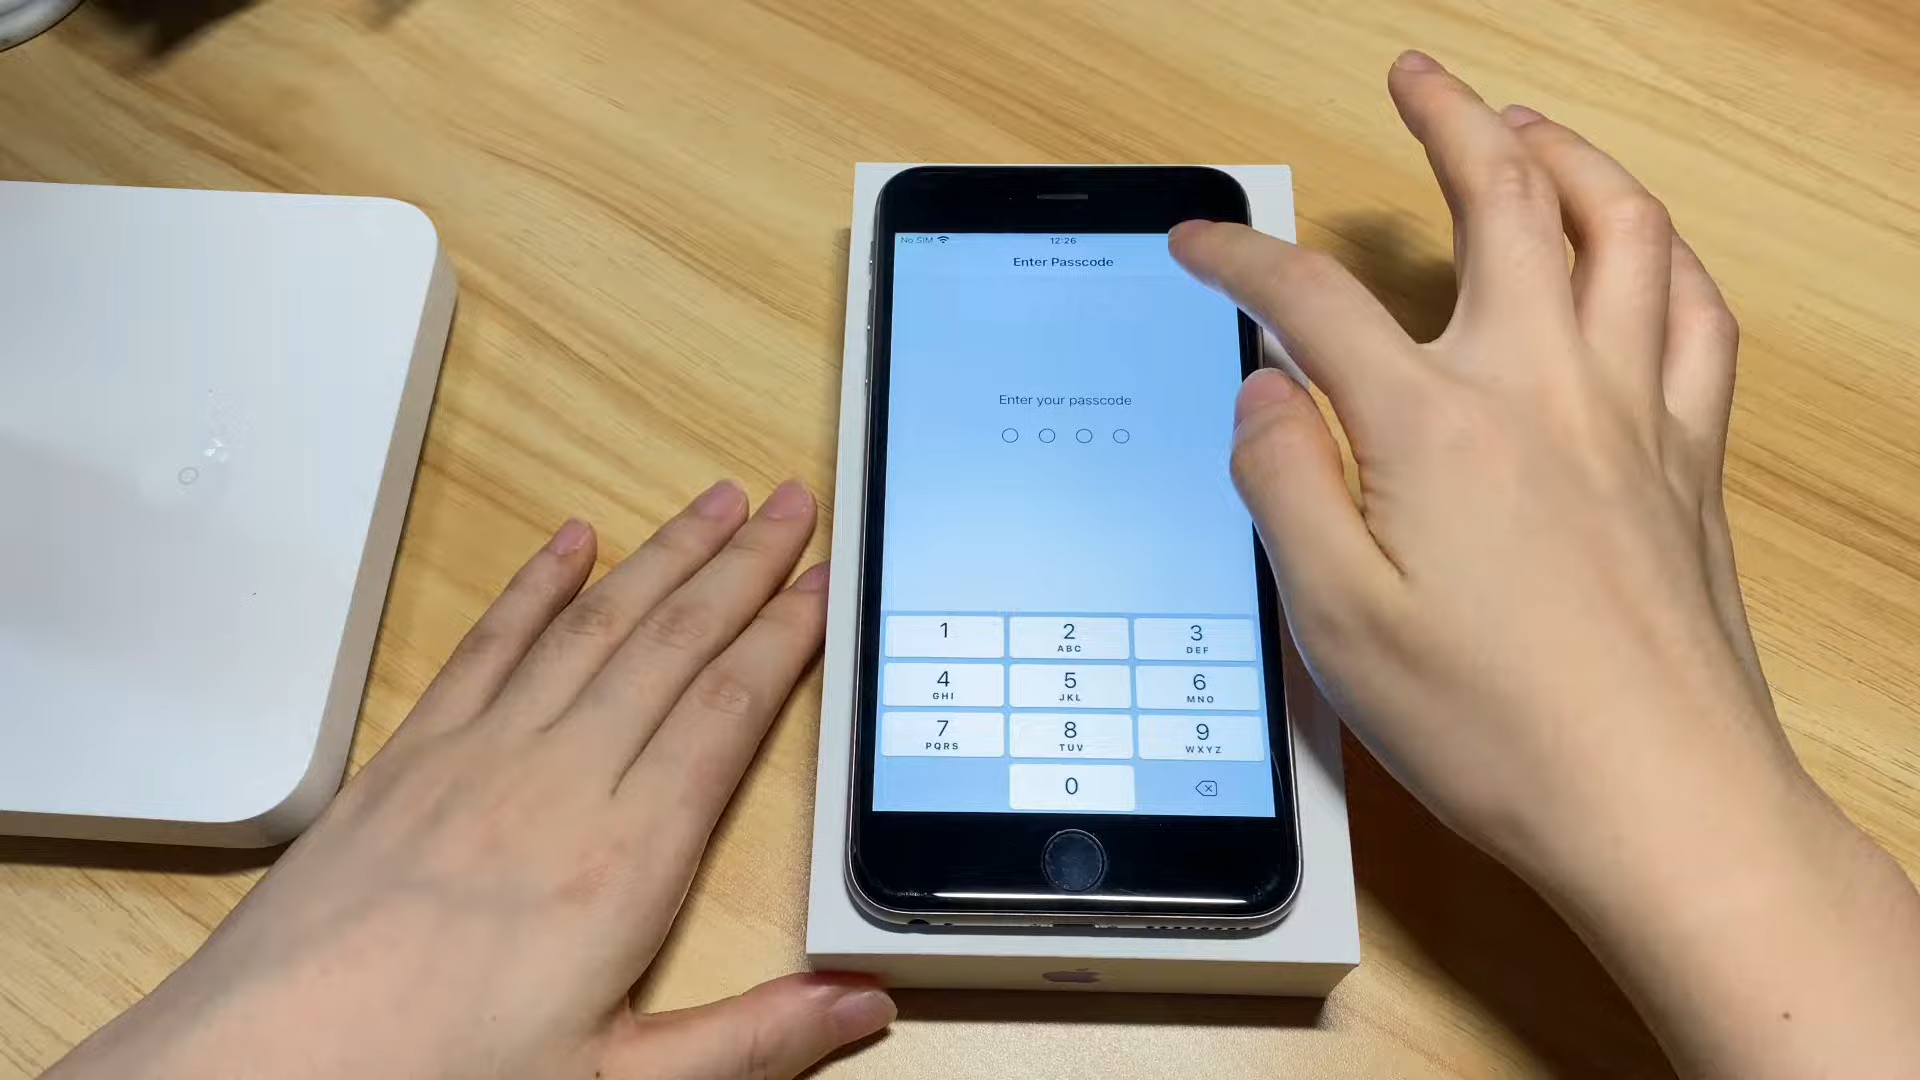 No SIM 12:26
Enter Passcode
Enter your passcode
1
2
ABC
3
DEF
4
GHI
5
JKL
6
MNO
7
PQRS
8
TUV
9
WXYZ
0